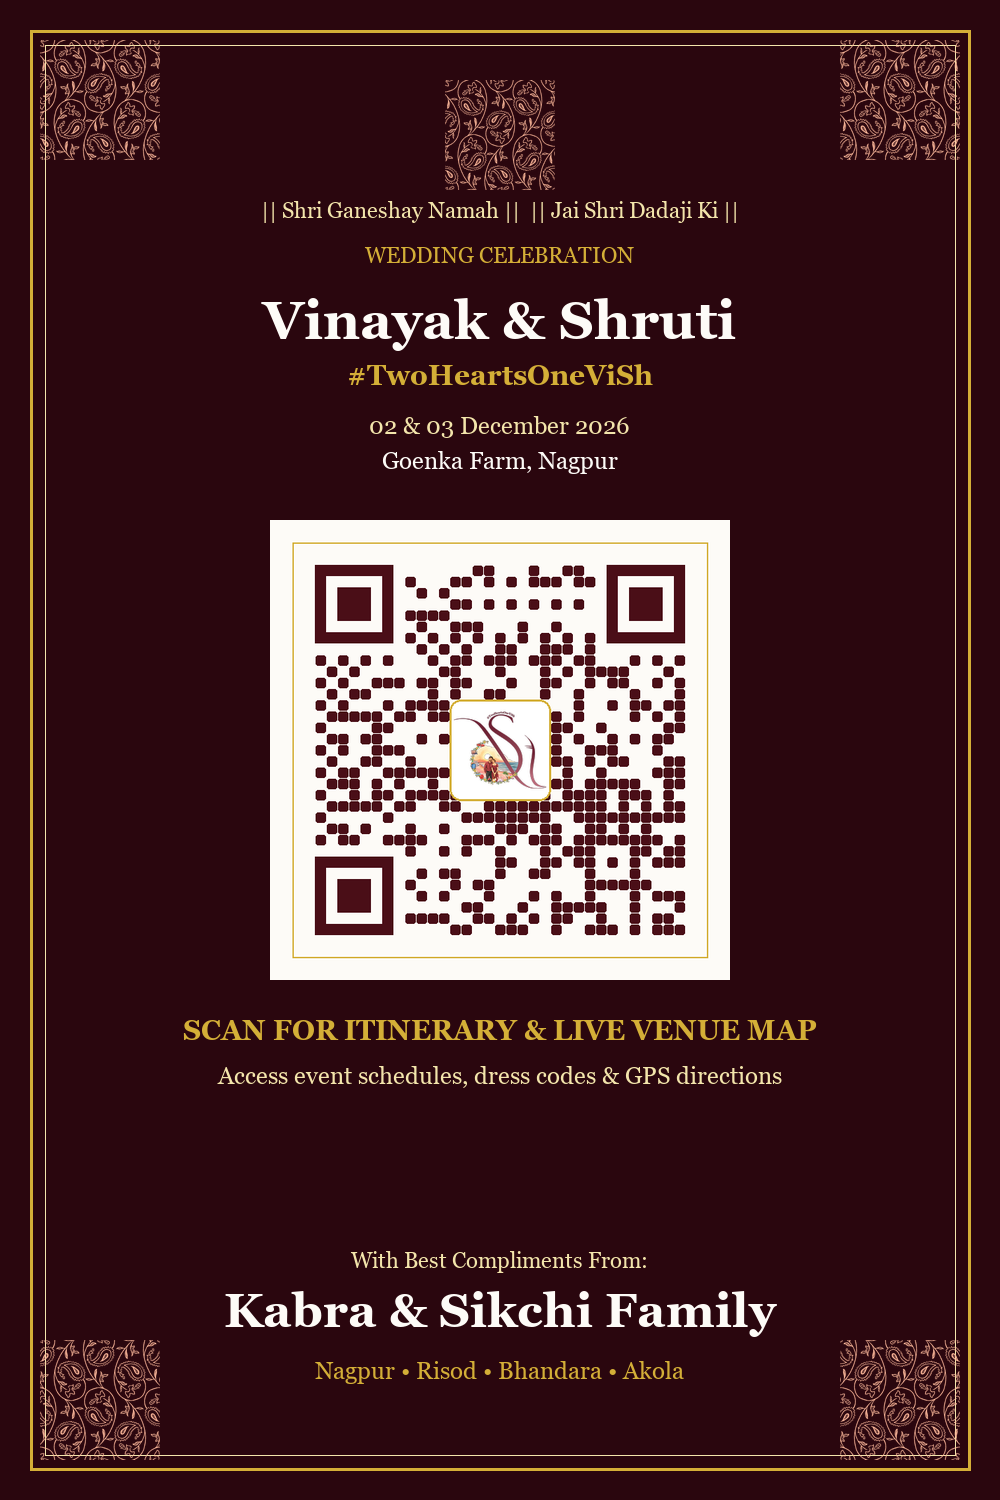 || Shri Ganeshay Namah ||  || Jai Shri Dadaji Ki ||
WEDDING CELEBRATION
Vinayak & Shruti
#TwoHeartsOneViSh
02 & 03 December 2026
Goenka Farm, Nagpur
SCAN FOR ITINERARY & LIVE VENUE MAP
Access event schedules, dress codes & GPS directions
With Best Compliments From:
Kabra & Sikchi Family
Nagpur • Risod • Bhandara • Akola